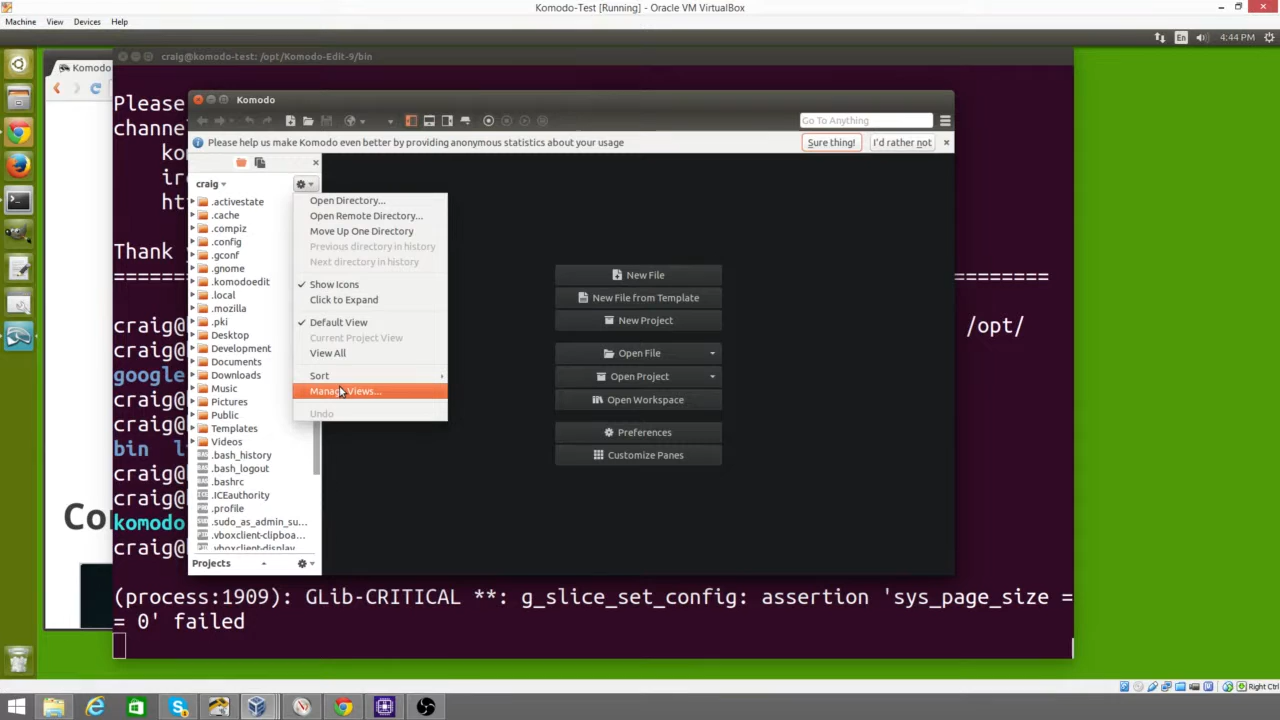 Komodo-Test [Running] - Oracle VM VirtualBox
Machine View Devices Help
En 4:44 PM
craig@komodo-test: /opt/Komodo-Edit-9/bin
Komodo
Please
Komodo
chann
Go To Anything
Please help us make Komodo even better by providing anonymous statistics about your usage
Sure thing!
I'd rather not
ht
craig
Open Directory...
Open Remote Directory...
Move Up One Directory
Previous directory in history
Next directory in history
Show Icons
Click to Expand
Default View
Current Project View
View All
Sort
Manage Views...
Undo
.activestate
.cache
.compiz
.config
.gconf
.gnome
.komodoedit
.local
.mozilla
.pki
Desktop
Development
Documents
Downloads
Music
Pictures
Public
Templates
Videos
.bash_history
.bash_logout
.bashrc
.ICEauthority
.profile
.sudo_as_admin_su...
.vboxclient-clipboa...
.vboxclient-display
Projects
New File
New File from Template
New Project
Open File
Open Project
Open Workspace
Preferences
Customize Panes
Thank
=====
=========
craig@
/opt/
craig@
google
craig@
craig@
bin l
craig@
craig@
Co
komodo
craig@
(process:1909): GLib-CRITICAL **: g_slice_set_config: assertion 'sys_page_size =
= 0' failed
Right Ctrl